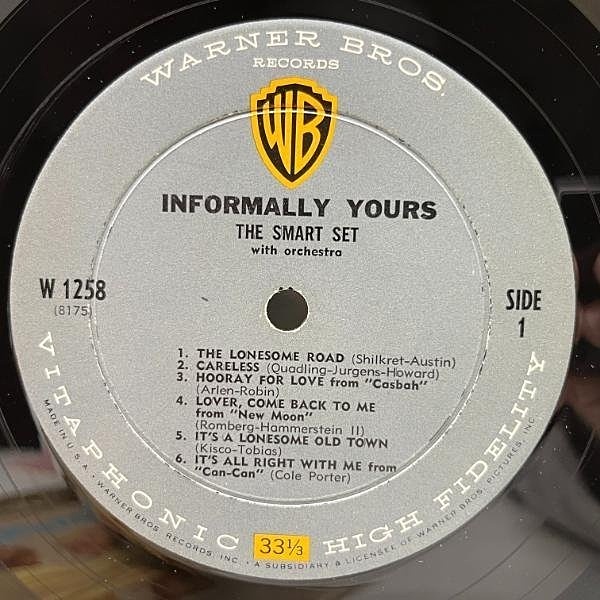 WARNER BROS.
RECORDS
WB
INFORMALLY YOURS
THE SMART SET
with orchestra
W 1258
(8175)
SIDE
1
1. THE LONESOME ROAD (Shilkret-Austin)
2. CARELESS (Quadling-Jurgens-Howard)
3. HOORAY FOR LOVE from "Casbah"
(Arlen-Robin)
4. LOVER, COME BACK TO ME
from "New Moon"
(Romberg-Hammerstein II)
5. IT'S A LONESOME OLD TOWN
(Kisco-Tobias)
6. IT'S ALL RIGHT WITH ME from
"Can-Can" (Cole Porter)
VITAPHONIC HIGH FIDELITY
33⅓
MADE IN U.S.A. • WARNER BROS. RECORDS, INC. • A SUBSIDIARY & LICENSEE OF WARNER BROS. PICTURES, INC.